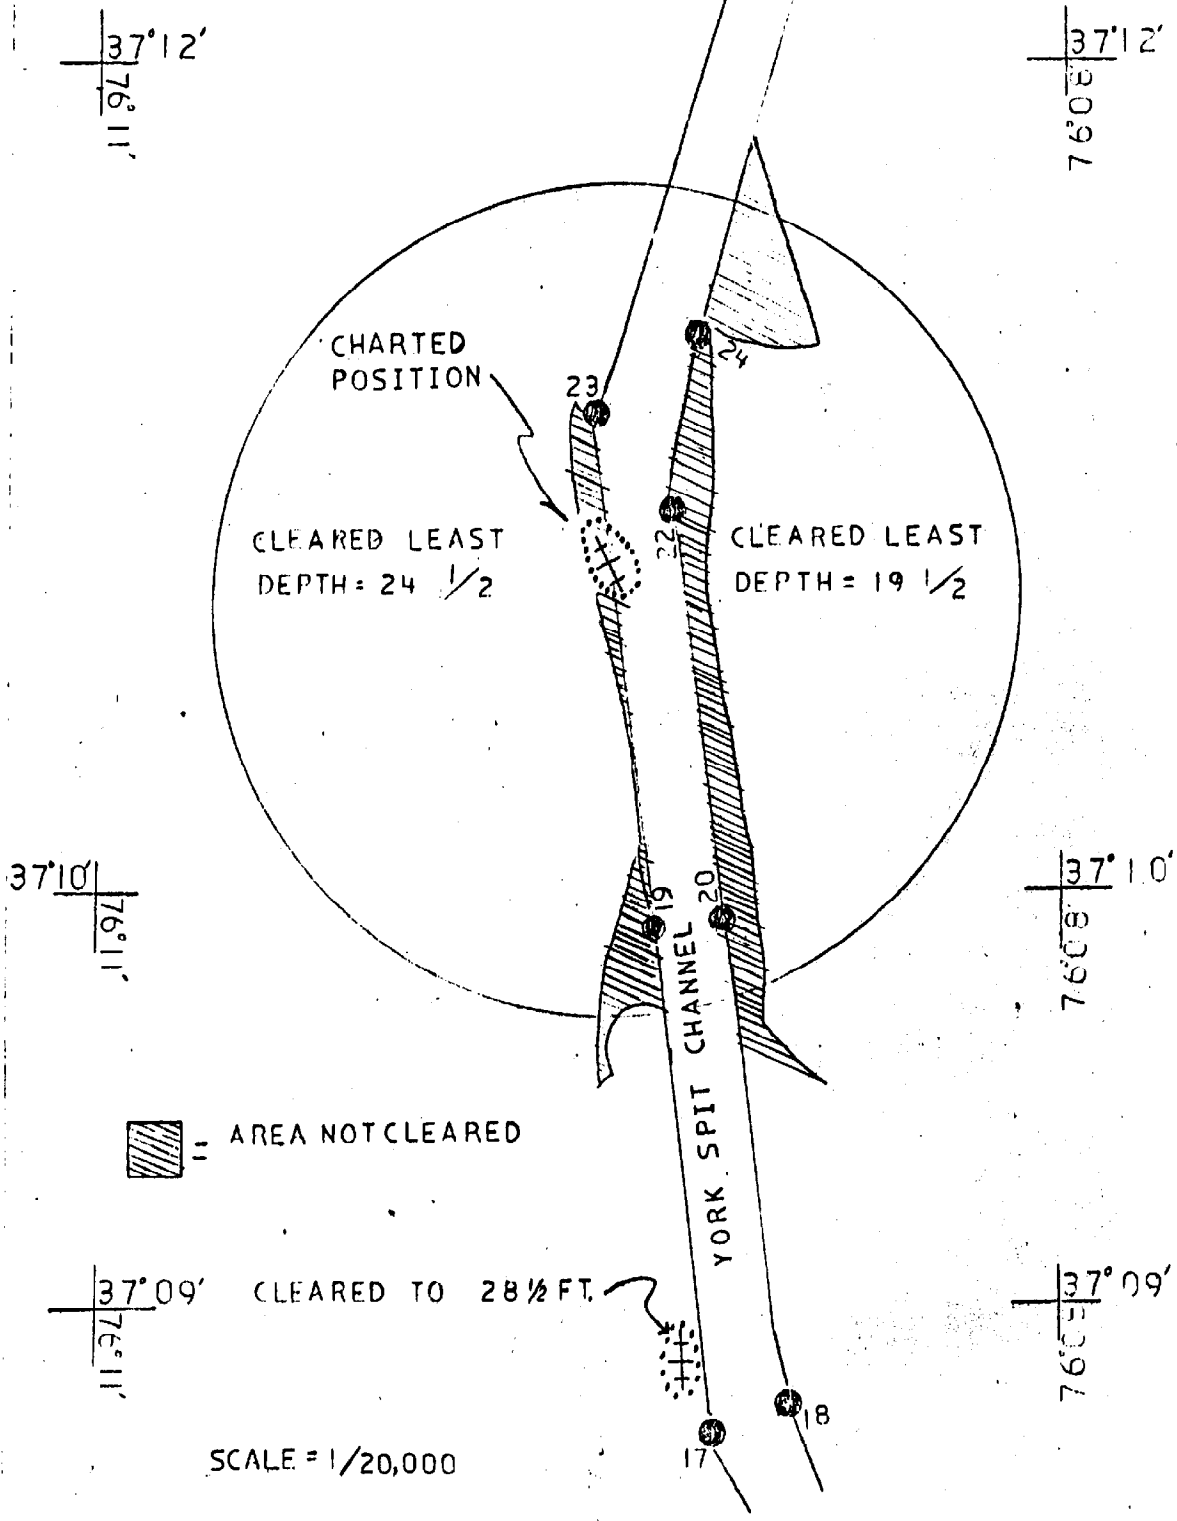 37°12'
76°11'
37°12'
76°08'
CHARTED
POSITION
23
24
22
CLEARED LEAST
DEPTH = 24 1/2
CLEARED LEAST
DEPTH = 19 1/2
37°10'
76°11'
37°10'
76°08'
19
20
YORK SPIT CHANNEL
= AREA NOT CLEARED
37°09'
76°11'
CLEARED TO 28 1/2 FT.
37°09'
17
18
SCALE = 1/20,000